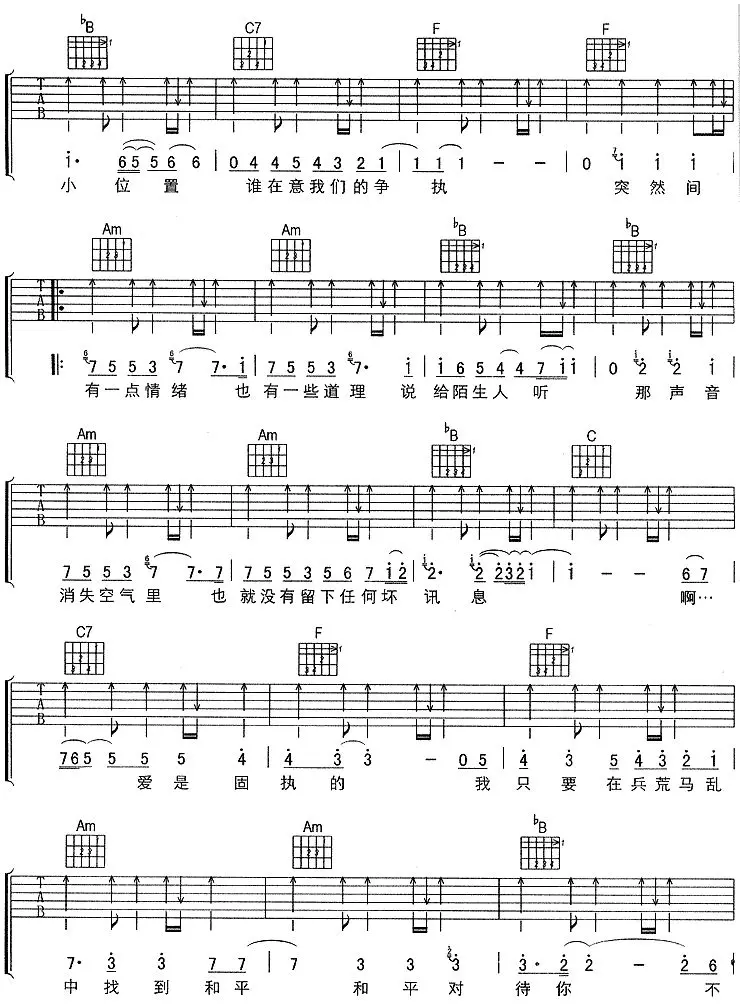 ♭B C7 F F
i· 6 5 5 6 6 | 0 4 4 5 4 3 2 1 | 1 1 1 - - | 0 i i i
小 位 置 谁在意我们的争 执 突 然 间
Am Am ♭B ♭B
7 5 5 3 7 7· i | 7 5 5 3 7· i | i 6 5 4 4 7 i i | 0 2 2 i
有一点情绪 也 有一些道理 说 给陌生人 听 那声音
Am Am ♭B C
7 5 5 3 7 7· 7 | 7 5 5 3 5 5 6 7 i 2 | 2· 2 2 3 2 i | i - - 6 7
消失空气里 也 就没有留下任何坏 讯 息 啊…
C7 F F
7 6 5 5 5 5 4 | 4 3 3 - 0 5 | 4 3 5 4 3 2 i
爱 是 固 执 的 我 只 要 在兵荒马乱
Am Am ♭B
7· 3 3 7 7 | 7 3 3 3 | 3· 2 2 - 2
中 找 到 和 平 和 平 对 待 你 不